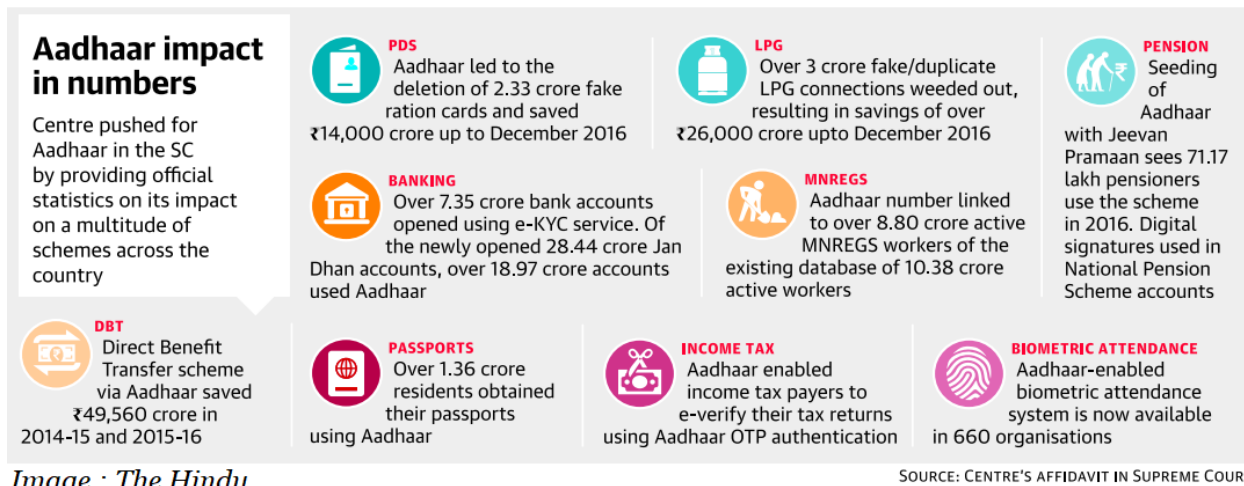 Aadhaar impact
in numbers
Centre pushed for
Aadhaar in the SC
by providing official
statistics on its impact
on a multitude of
schemes across the
country
PDS
Aadhaar led to the
deletion of 2.33 crore fake
ration cards and saved
₹14,000 crore up to December 2016
LPG
Over 3 crore fake/duplicate
LPG connections weeded out,
resulting in savings of over
₹26,000 crore upto December 2016
PENSION
Seeding
of
Aadhaar
with Jeevan
Pramaan sees 71.17
lakh pensioners
use the scheme
in 2016. Digital
signatures used in
National Pension
Scheme accounts
BANKING
Over 7.35 crore bank accounts
opened using e-KYC service. Of
the newly opened 28.44 crore Jan
Dhan accounts, over 18.97 crore accounts
used Aadhaar
MNREGS
Aadhaar number linked
to over 8.80 crore active
MNREGS workers of the
existing database of 10.38 crore
active workers
DBT
Direct Benefit
Transfer scheme
via Aadhaar saved
₹49,560 crore in
2014-15 and 2015-16
PASSPORTS
Over 1.36 crore
residents obtained
their passports
using Aadhaar
INCOME TAX
Aadhaar enabled
income tax payers to
e-verify their tax returns
using Aadhaar OTP authentication
BIOMETRIC ATTENDANCE
Aadhaar-enabled
biometric attendance
system is now available
in 660 organisations
Image : The Hindu
SOURCE: CENTRE'S AFFIDAVIT IN SUPREME COUR